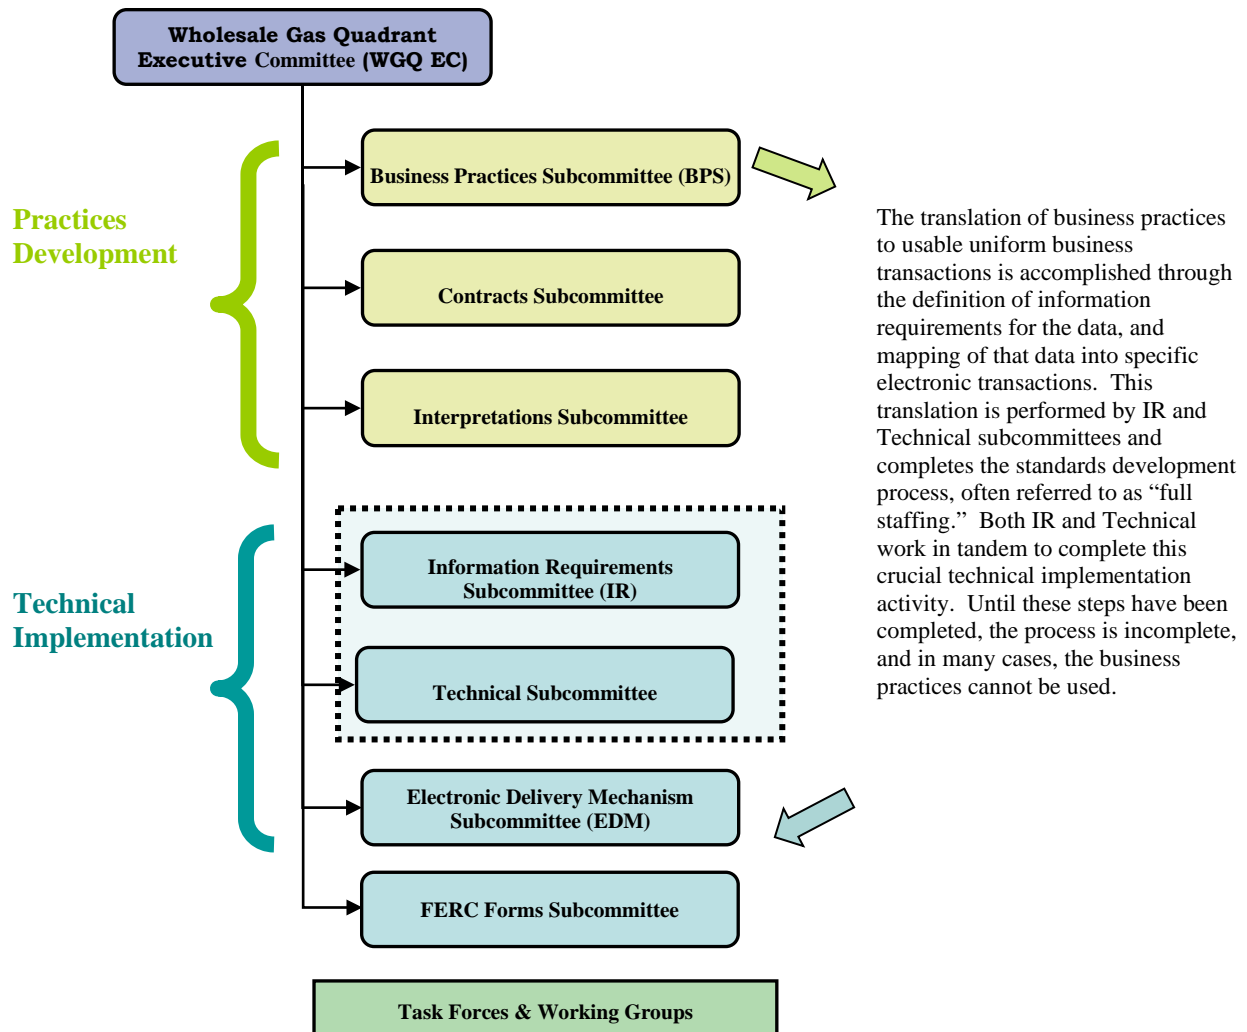 Wholesale Gas Quadrant
Executive Committee (WGQ EC)
Practices
Development
Business Practices Subcommittee (BPS)
Contracts Subcommittee
Interpretations Subcommittee
Technical
Implementation
Information Requirements
Subcommittee (IR)
Technical Subcommittee
Electronic Delivery Mechanism
Subcommittee (EDM)
FERC Forms Subcommittee
Task Forces & Working Groups
The translation of business practices
to usable uniform business
transactions is accomplished through
the definition of information
requirements for the data, and
mapping of that data into specific
electronic transactions.  This
translation is performed by IR and
Technical subcommittees and
completes the standards development
process, often referred to as “full
staffing.”  Both IR and Technical
work in tandem to complete this
crucial technical implementation
activity.  Until these steps have been
completed, the process is incomplete,
and in many cases, the business
practices cannot be used.